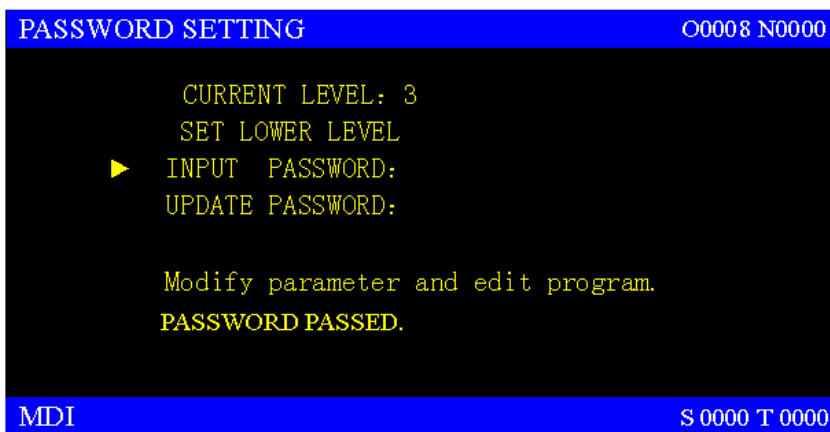 PASSWORD SETTING O0008 N0000
CURRENT LEVEL: 3
SET LOWER LEVEL
INPUT PASSWORD:
UPDATE PASSWORD:
Modify parameter and edit program.
PASSWORD PASSED.
MDI S 0000 T 0000